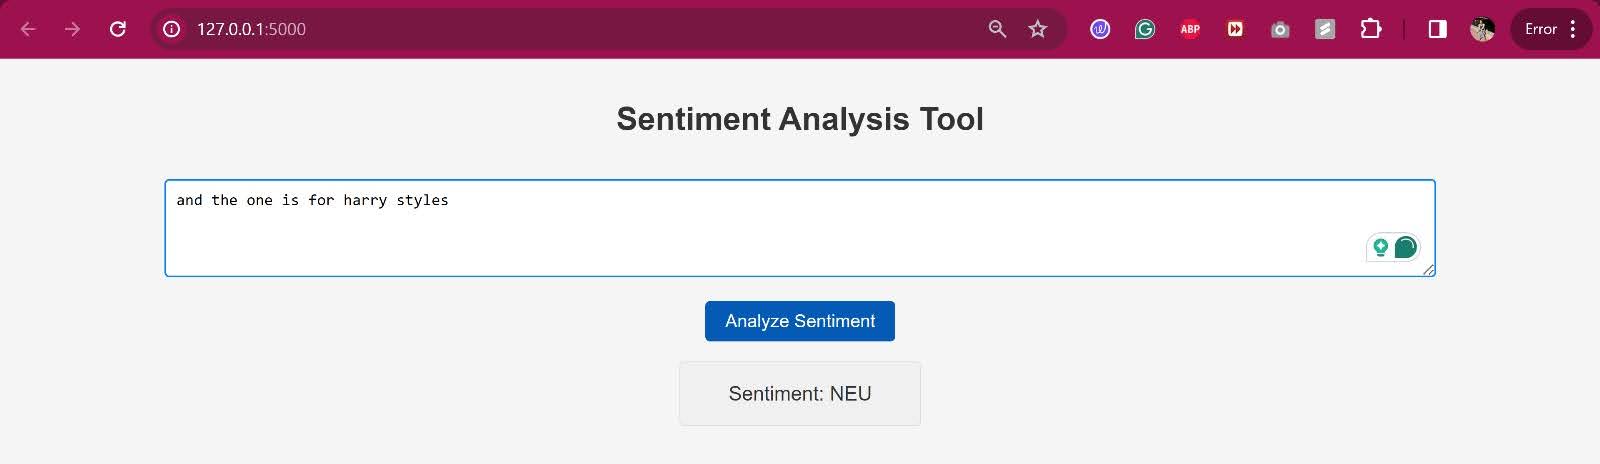 127.0.0.1:5000
ABP
Error
Sentiment Analysis Tool
and the one is for harry styles
Analyze Sentiment
Sentiment: NEU